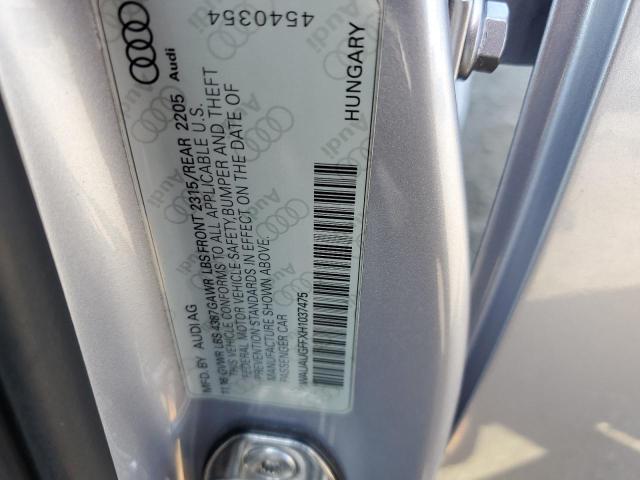 4540354
Audi
HUNGARY
MFD. BY AUDI AG
11.16 GVWR LBS 4387 GAWR LBS FRONT 2315/REAR 2205
VEHICLE CONFORMS TO ALL APPLICABLE U.S.
FEDERAL MOTOR VEHICLE SAFETY,BUMPER AND THEFT
PREVENTION STANDARDS IN EFFECT ON THE DATE OF
MANUFACTURE SHOWN ABOVE.
PASSENGER CAR
WAUAUGFFXH1037475